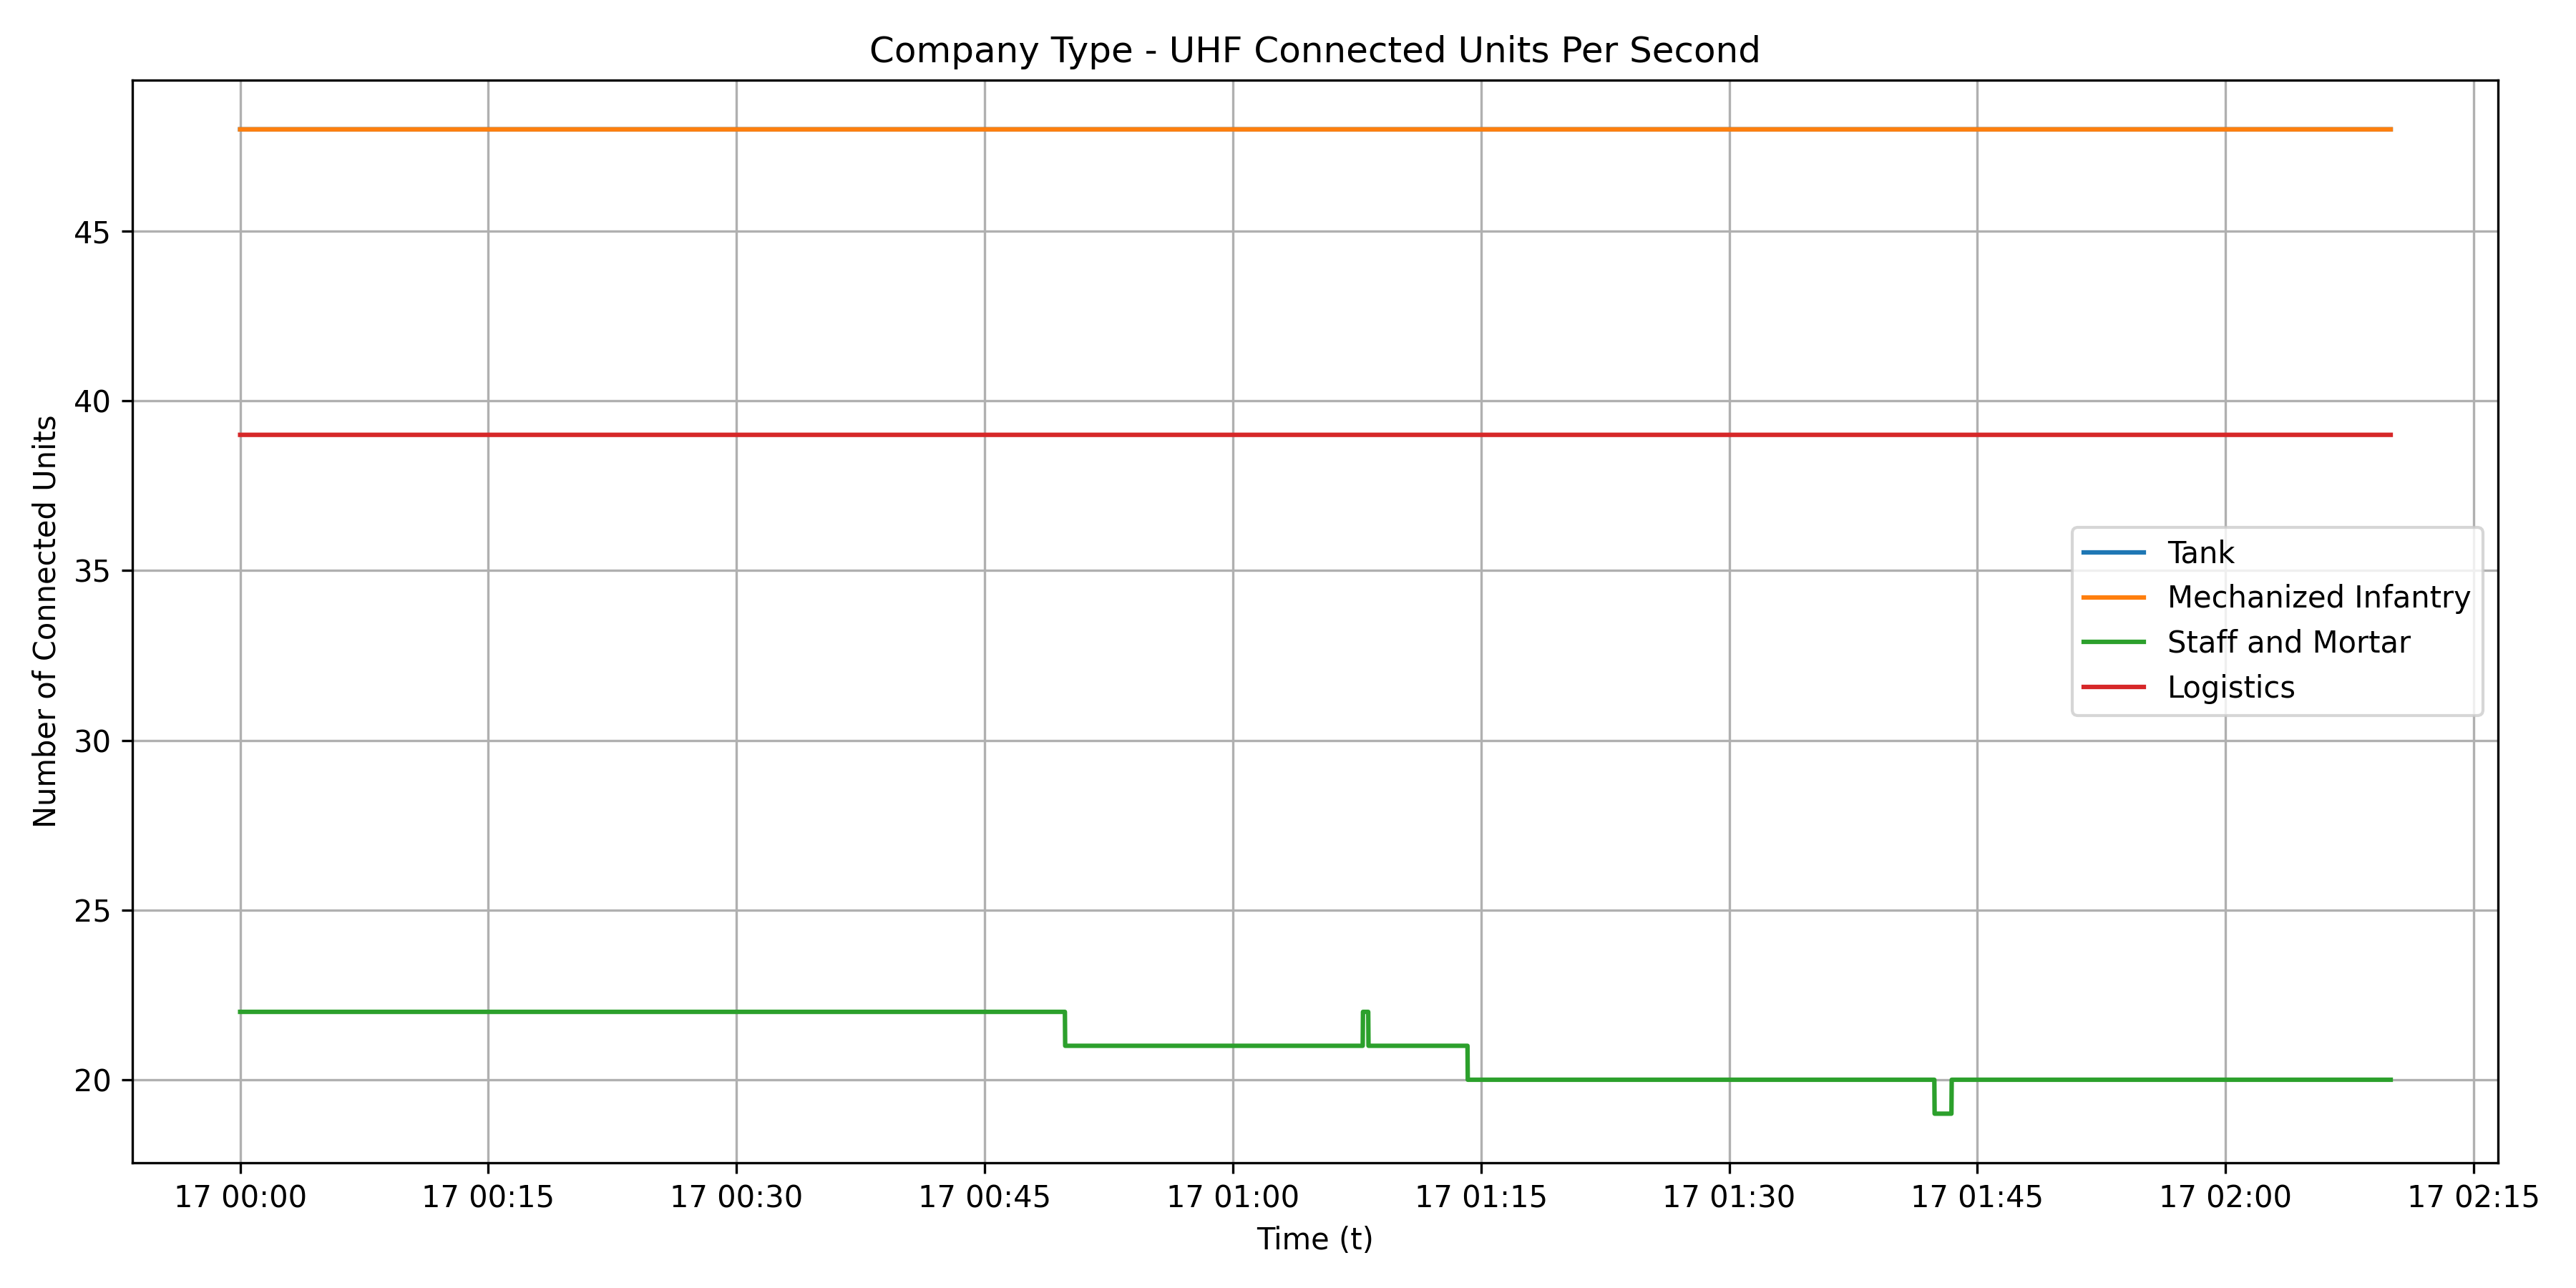 Company Type - UHF Connected Units Per Second
Number of Connected Units
45
40
35
30
25
20
Tank
Mechanized Infantry
Staff and Mortar
Logistics
17 00:00 17 00:15 17 00:30 17 00:45 17 01:00 17 01:15 17 01:30 17 01:45 17 02:00 17 02:15
Time (t)